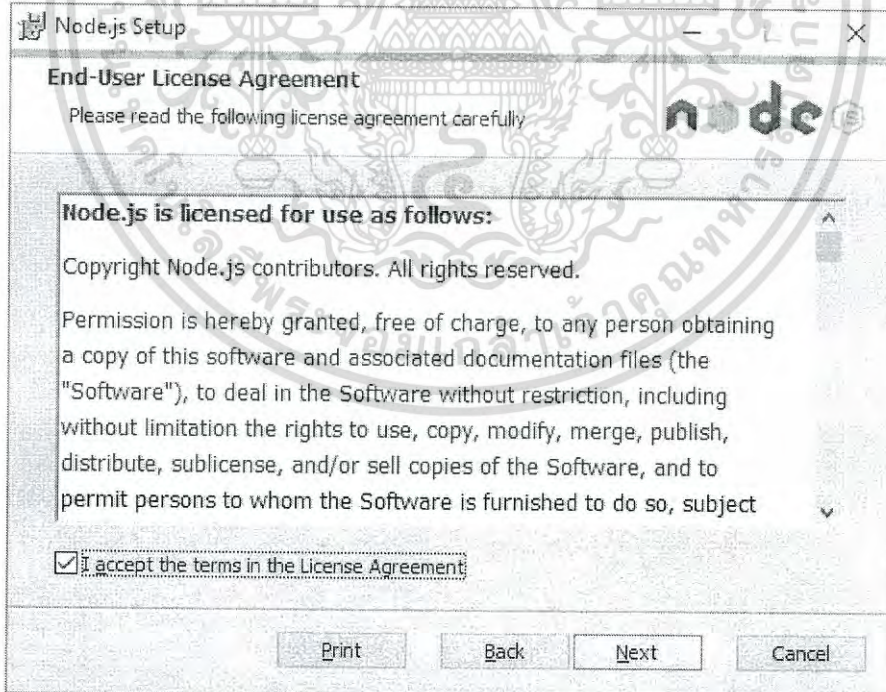 Node.js Setup
End-User License Agreement
Please read the following license agreement carefully
node
JS
Node.js is licensed for use as follows:
Copyright Node.js contributors. All rights reserved.
Permission is hereby granted, free of charge, to any person obtaining
a copy of this software and associated documentation files (the
"Software"), to deal in the Software without restriction, including
without limitation the rights to use, copy, modify, merge, publish,
distribute, sublicense, and/or sell copies of the Software, and to
permit persons to whom the Software is furnished to do so, subject
I accept the terms in the License Agreement
Print
Back
Next
Cancel